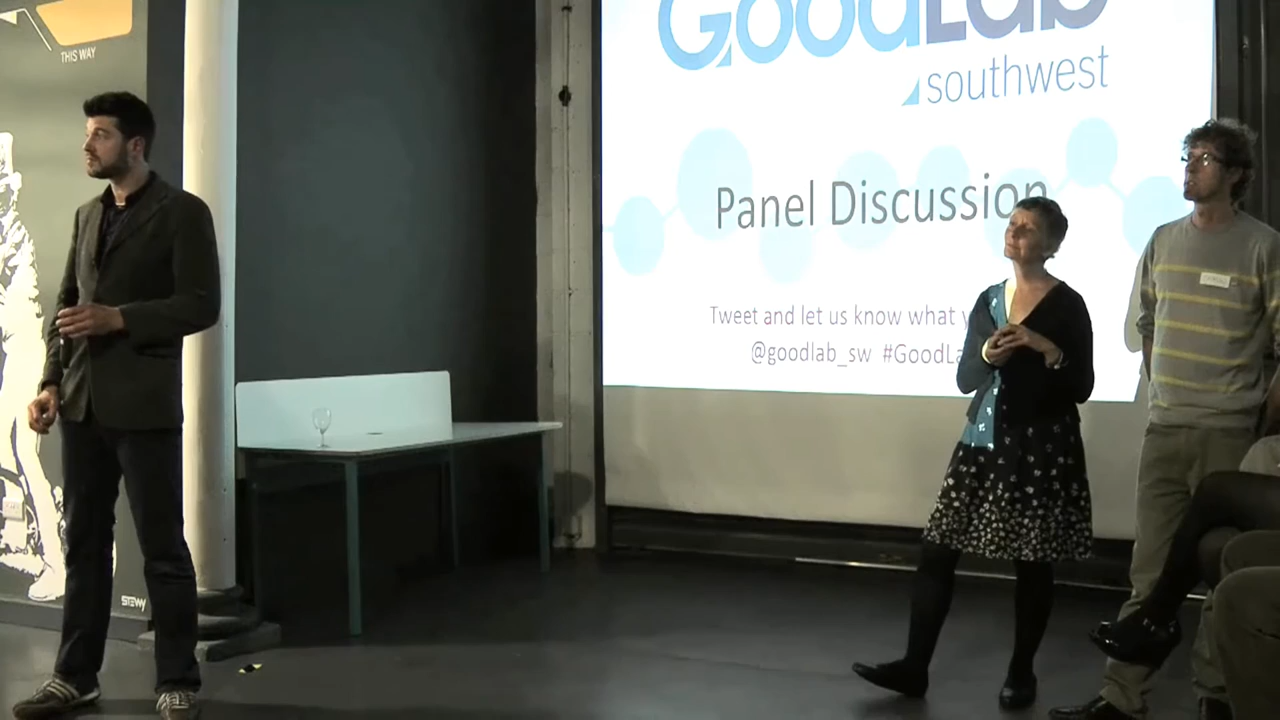 THIS WAY
GoodLab
southwest
Panel Discussion
Tweet and let us know what y
@goodlab_sw #GoodLa
STEWY